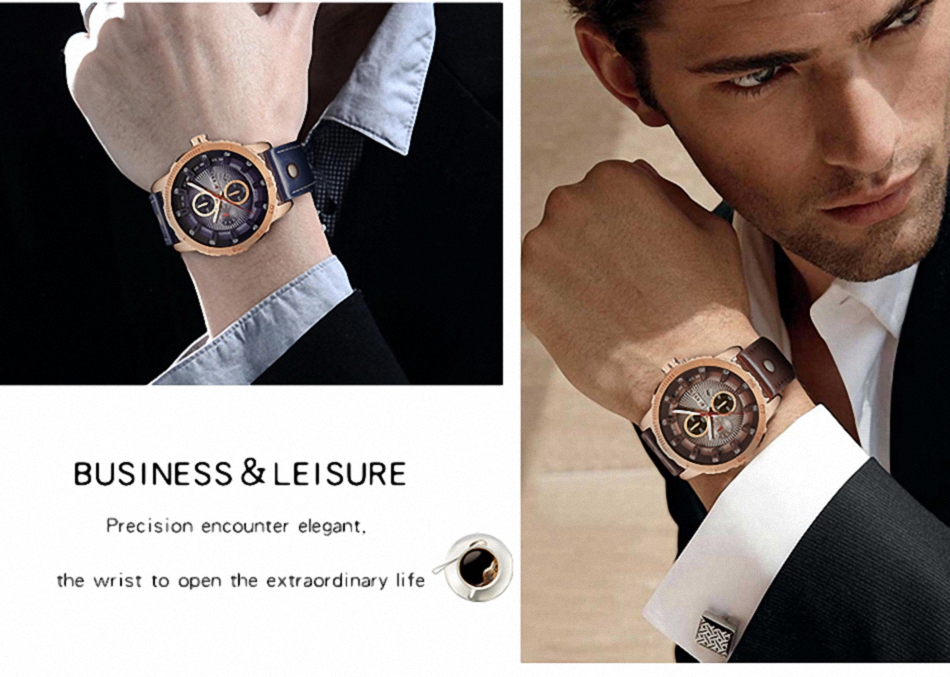 BUSINESS & LEISURE
Precision encounter elegant,
the wrist to open the extraordinary life